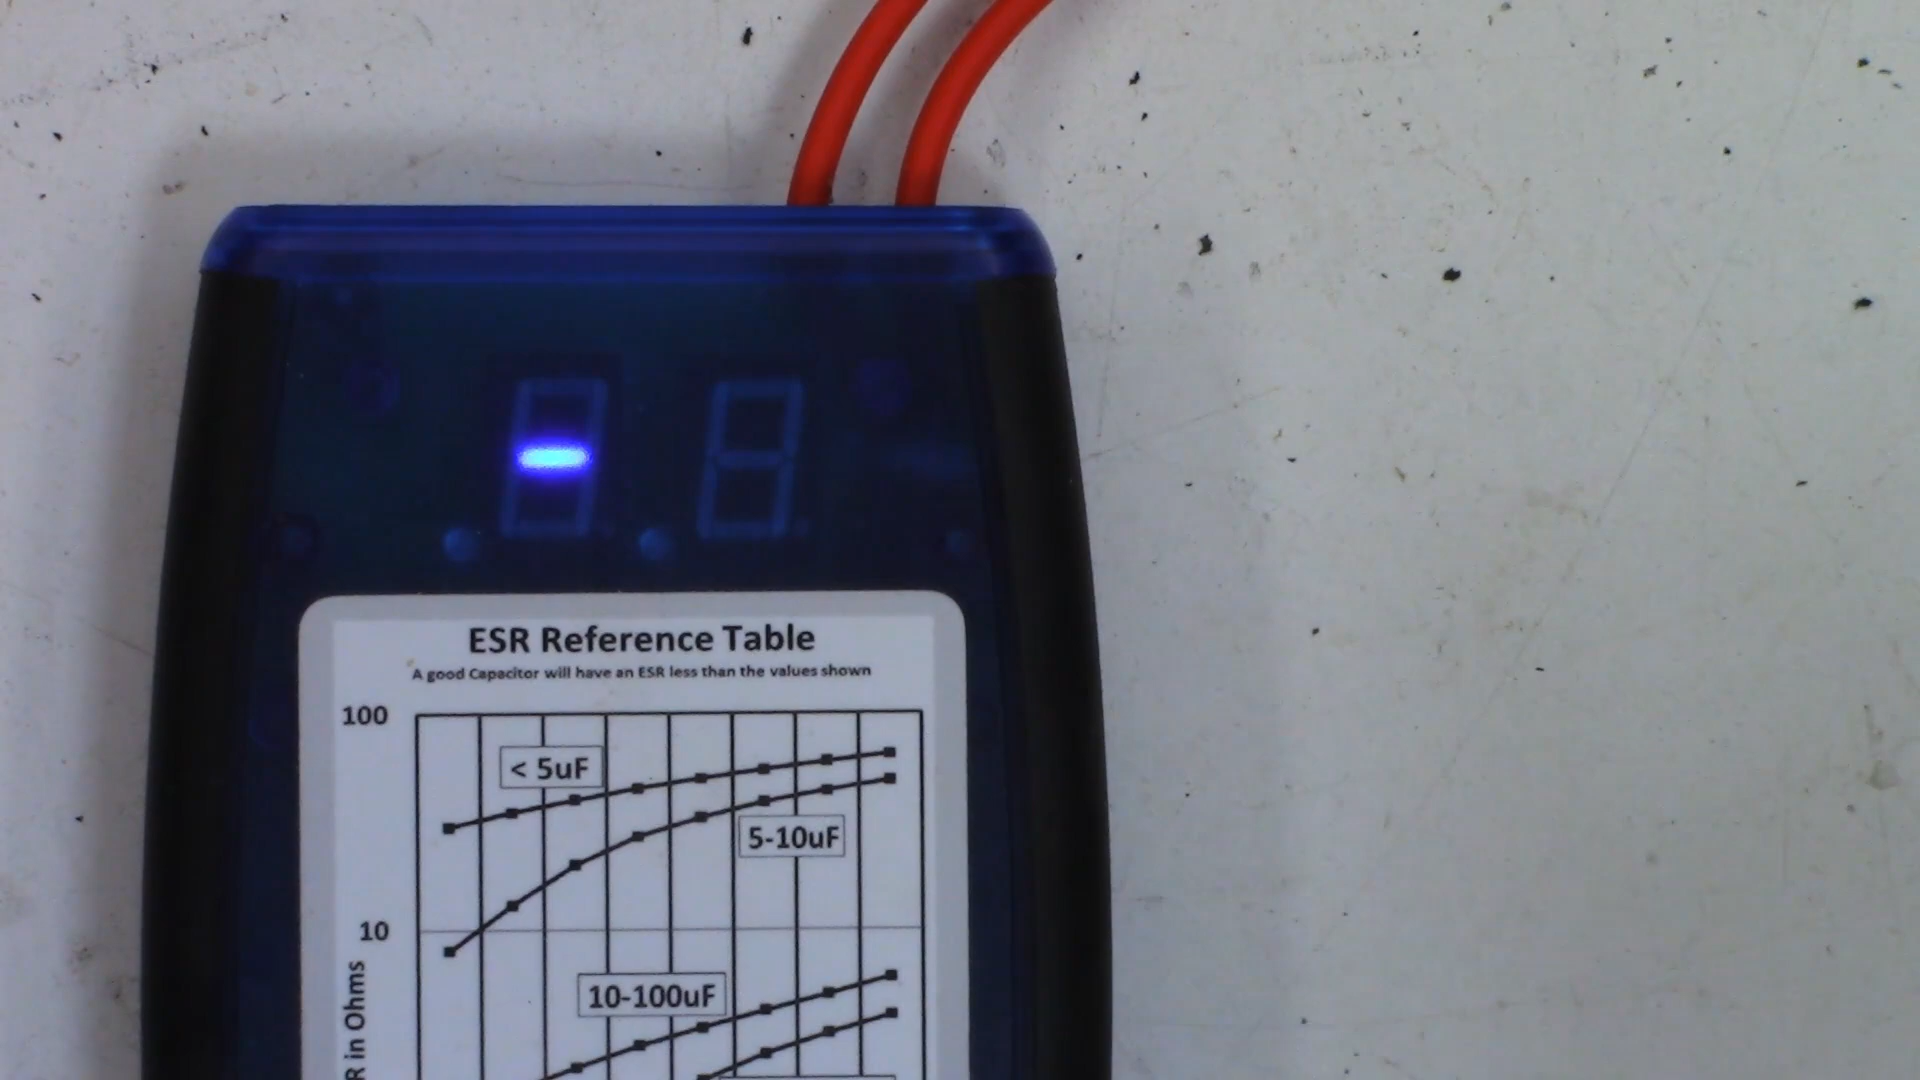 ESR Reference Table
A good Capacitor will have an ESR less than the values shown
100
< 5uF
5-10uF
10
10-100uF
R in Ohms